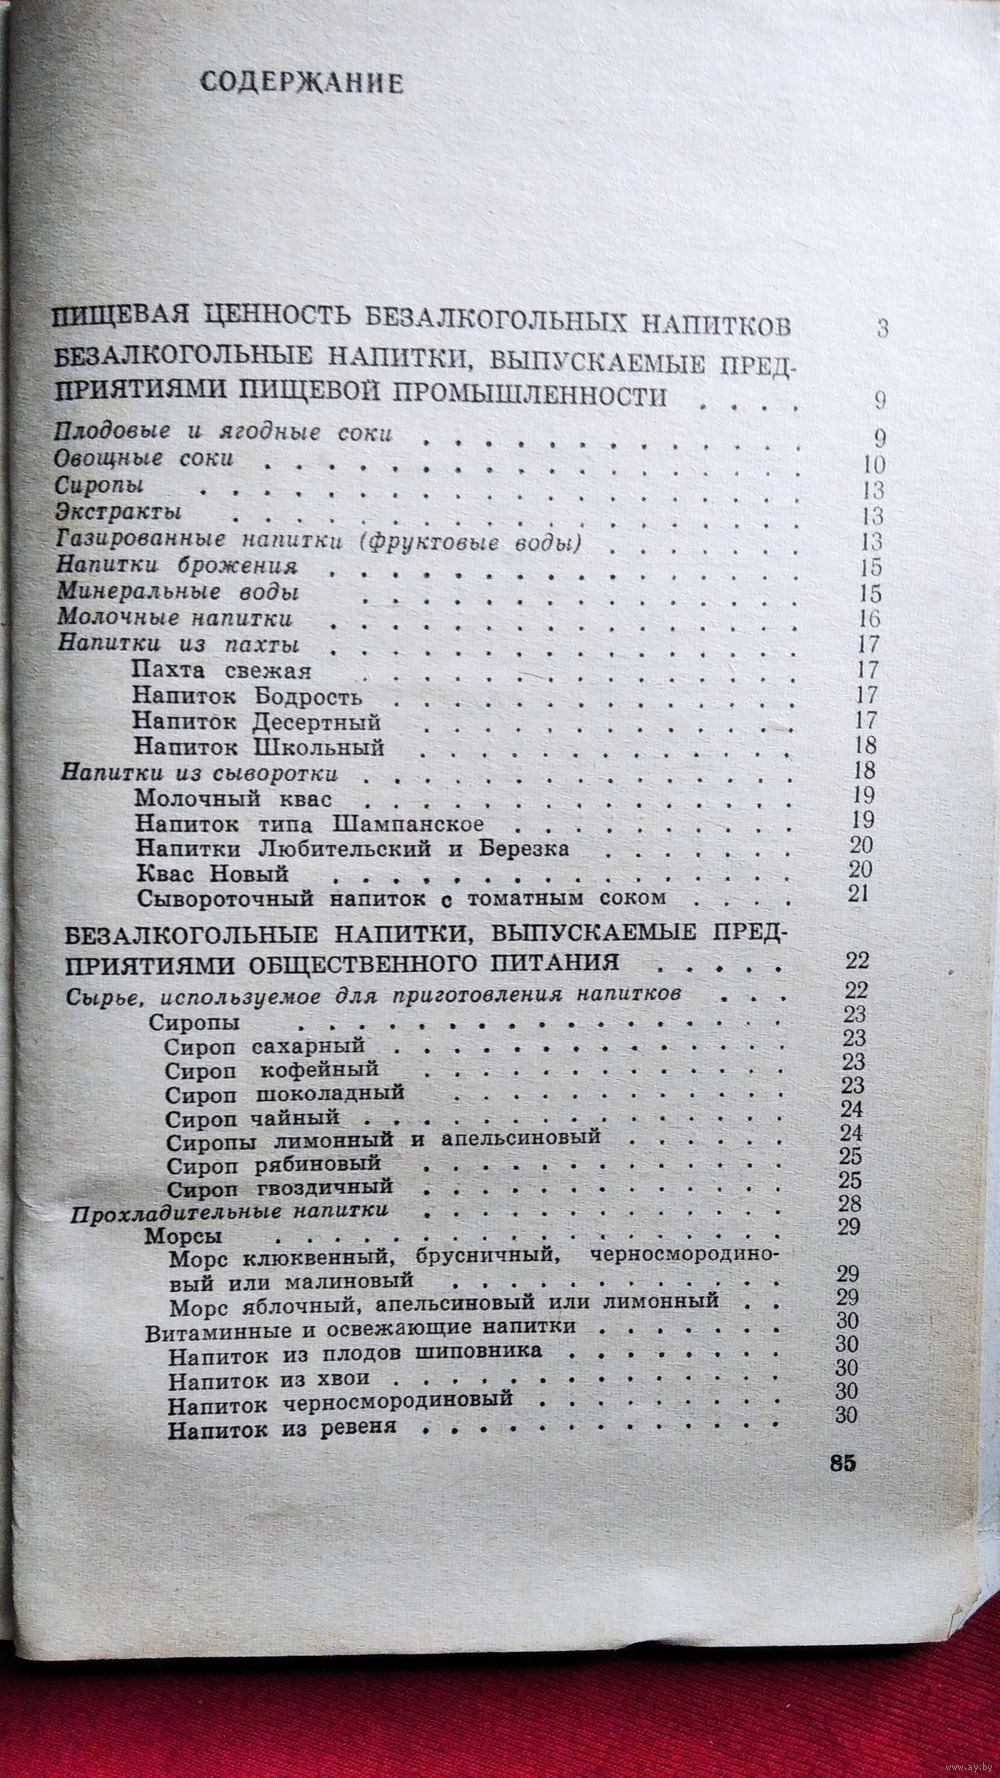 СОДЕРЖАНИЕ
ПИЩЕВАЯ ЦЕННОСТЬ БЕЗАЛКОГОЛЬНЫХ НАПИТКОВ 3
БЕЗАЛКОГОЛЬНЫЕ НАПИТКИ, ВЫПУСКАЕМЫЕ ПРЕД-
ПРИЯТИЯМИ ПИЩЕВОЙ ПРОМЫШЛЕННОСТИ . . . . 9
Плодовые и ягодные соки . . . . . . . . . . . . . 9
Овощные соки . . . . . . . . . . . . . . . . 10
Сиропы . . . . . . . . . . . . . . . . . . . 13
Экстракты . . . . . . . . . . . . . . . . . 13
Газированные напитки (фруктовые воды) . . . . . . . 13
Напитки брожения . . . . . . . . . . . . . . . 15
Минеральные воды . . . . . . . . . . . . . . . 15
Молочные напитки . . . . . . . . . . . . . . . 16
Напитки из пахты . . . . . . . . . . . . . . . 17
Пахта свежая . . . . . . . . . . . . . . . 17
Напиток Бодрость . . . . . . . . . . . . . . 17
Напиток Десертный . . . . . . . . . . . . . 17
Напиток Школьный . . . . . . . . . . . . . 18
Напитки из сыворотки . . . . . . . . . . . . . . 18
Молочный квас . . . . . . . . . . . . . . . 19
Напиток типа Шампанское . . . . . . . . . . 19
Напитки Любительский и Березка . . . . . . . 20
Квас Новый . . . . . . . . . . . . . . . . 20
Сывороточный напиток с томатным соком . . . . 21
БЕЗАЛКОГОЛЬНЫЕ НАПИТКИ, ВЫПУСКАЕМЫЕ ПРЕД-
ПРИЯТИЯМИ ОБЩЕСТВЕННОГО ПИТАНИЯ . . . . . 22
Сырье, используемое для приготовления напитков . . . 22
Сиропы . . . . . . . . . . . . . . . . . 23
Сироп сахарный . . . . . . . . . . . . . . 23
Сироп кофейный . . . . . . . . . . . . . 23
Сироп шоколадный . . . . . . . . . . . . 23
Сироп чайный . . . . . . . . . . . . . . . 24
Сиропы лимонный и апельсиновый . . . . . . 24
Сироп рябиновый . . . . . . . . . . . . . 25
Сироп гвоздичный . . . . . . . . . . . . . 25
Прохладительные напитки . . . . . . . . . . . . . 28
Морсы . . . . . . . . . . . . . . . . . . 29
Морс клюквенный, брусничный, черносмородино-
вый или малиновый . . . . . . . . . . . . 29
Морс яблочный, апельсиновый или лимонный . . 29
Витаминные и освежающие напитки . . . . . . . 30
Напиток из плодов шиповника . . . . . . . . 30
Напиток из хвои . . . . . . . . . . . . . . 30
Напиток черносмородиновый . . . . . . . . . 30
Напиток из ревеня . . . . . . . . . . . . . 30
85
www.ay.by